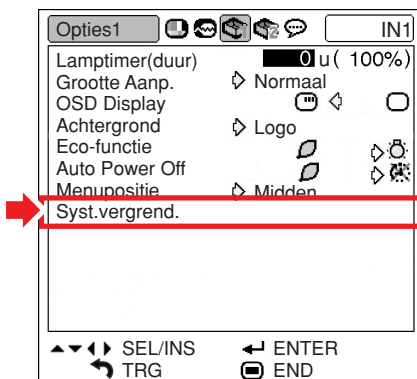 Opties1 IN1
Lamptimer(duur) 0 u ( 100%)
Grootte Aanp. Normaal
OSD Display
Achtergrond Logo
Eco-functie
Auto Power Off
Menupositie Midden
Syst.vergrend.
SEL/INS ENTER
TRG END